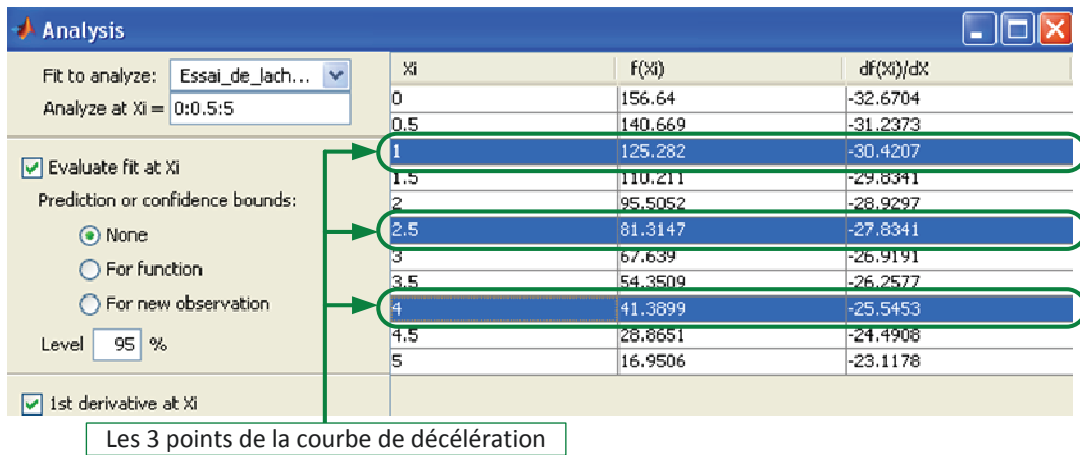 Analysis
Fit to analyze: Essai_de_lach...
Analyze at Xi = 0:0.5:5
Evaluate fit at Xi
Prediction or confidence bounds:
None
For function
For new observation
Level 95 %
1st derivative at Xi
Xi f(Xi) df(Xi)/dX
0 156.64 -32.6704
0.5 140.669 -31.2373
1 125.282 -30.4207
1.5 110.211 -29.8341
2 95.5052 -28.9297
2.5 81.3147 -27.8341
3 67.639 -26.9191
3.5 54.3509 -26.2577
4 41.3899 -25.5453
4.5 28.8651 -24.4908
5 16.9506 -23.1178
Les 3 points de la courbe de décélération